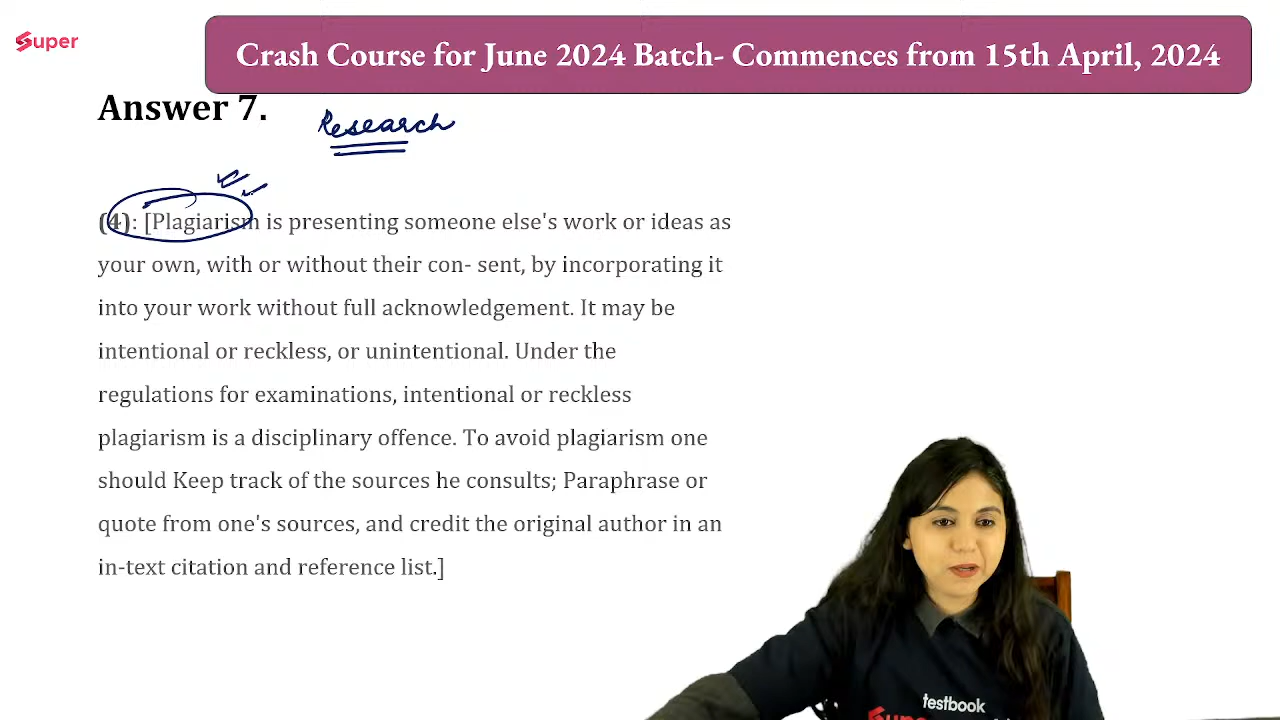 Super
Crash Course for June 2024 Batch- Commences from 15th April, 2024
Answer 7.
Research
(4): [Plagiarism is presenting someone else's work or ideas as
your own, with or without their con- sent, by incorporating it
into your work without full acknowledgement. It may be
intentional or reckless, or unintentional. Under the
regulations for examinations, intentional or reckless
plagiarism is a disciplinary offence. To avoid plagiarism one
should Keep track of the sources he consults; Paraphrase or
quote from one's sources, and credit the original author in an
in-text citation and reference list.]
testbook
Super